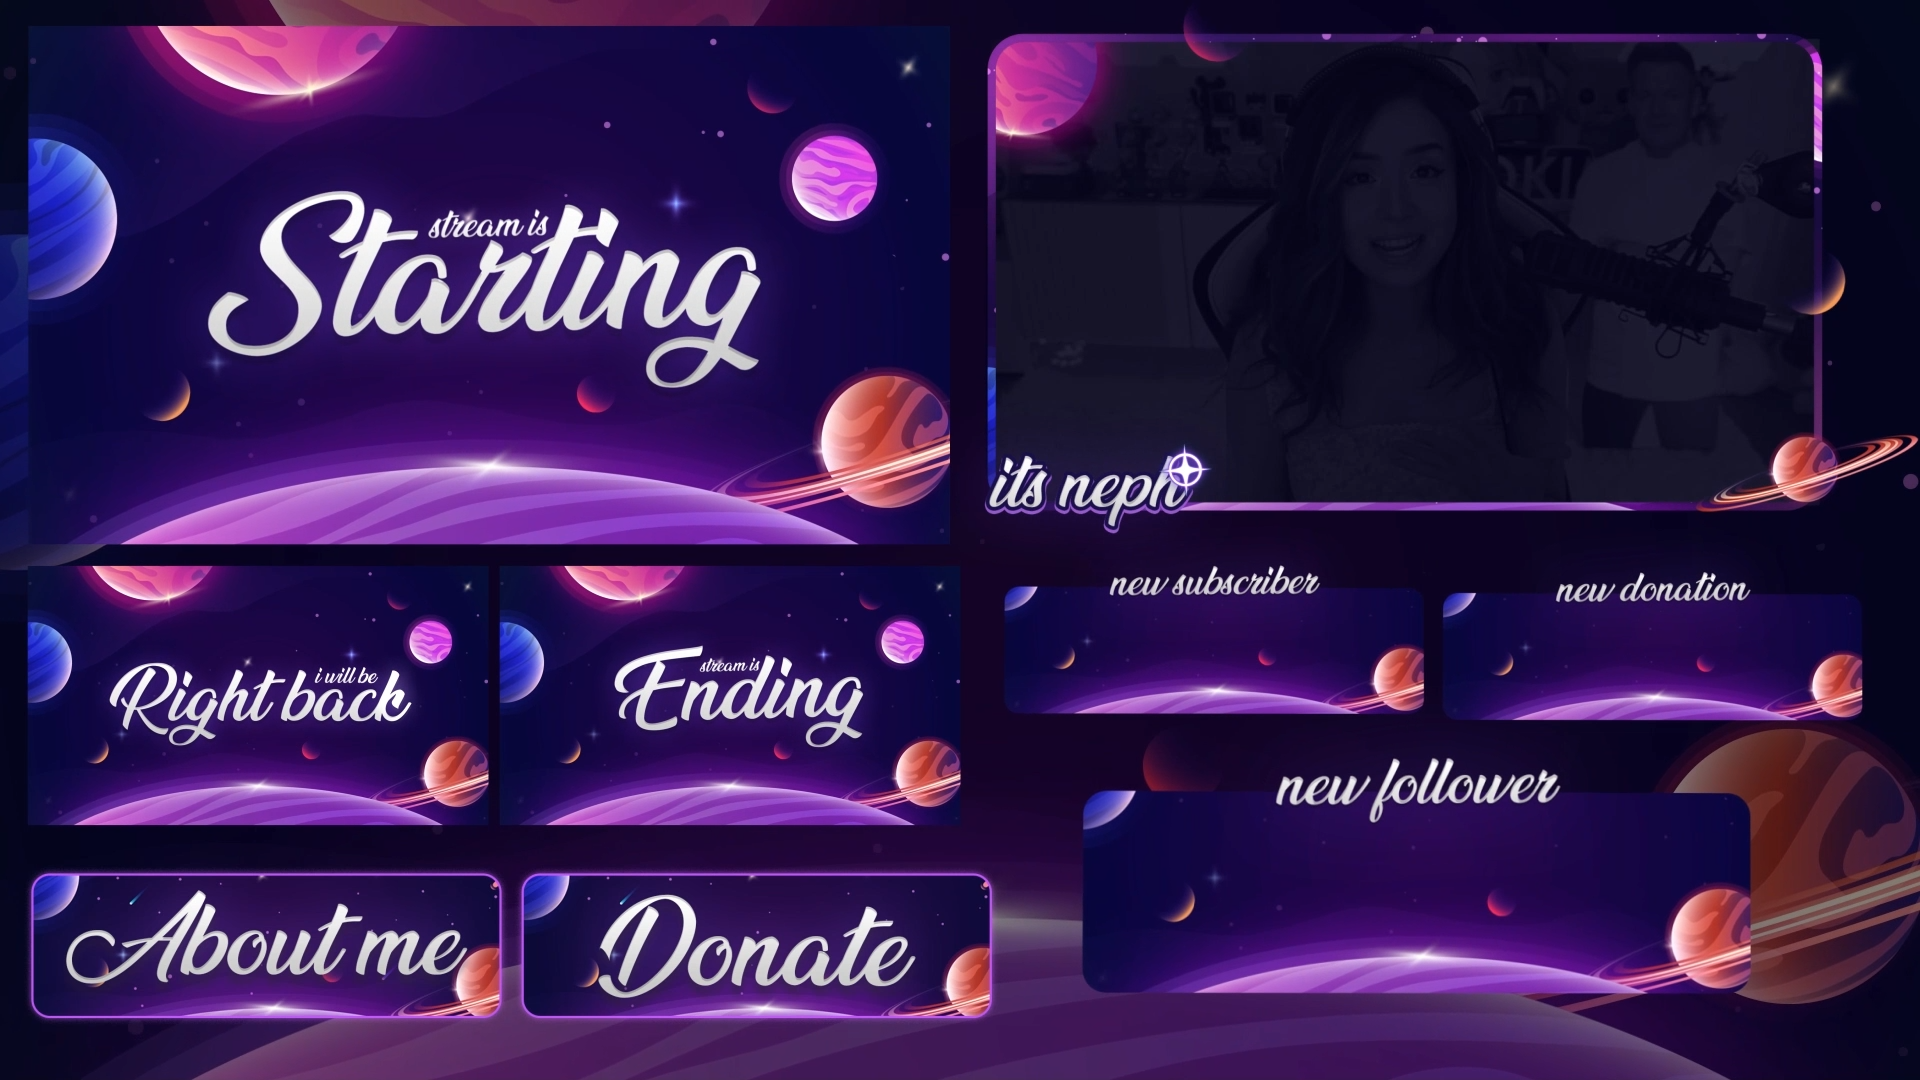 stream is
Starting
OKI
its neph
i will be
Right back
stream is
Ending
new subscriber
new donation
new follower
About me
Donate